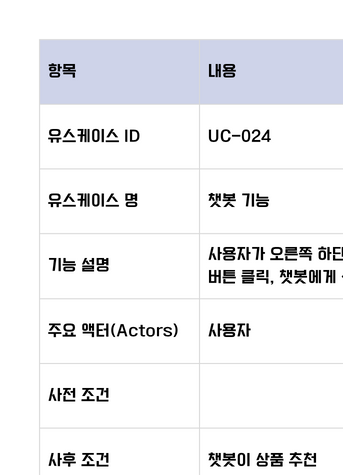 항목 내용
유스케이스 ID UC-024
유스케이스 명 챗봇 기능
기능 설명 사용자가 오른쪽 하단
버튼 클릭, 챗봇에게
주요 액터(Actors) 사용자
사전 조건
사후 조건 챗봇이 상품 추천